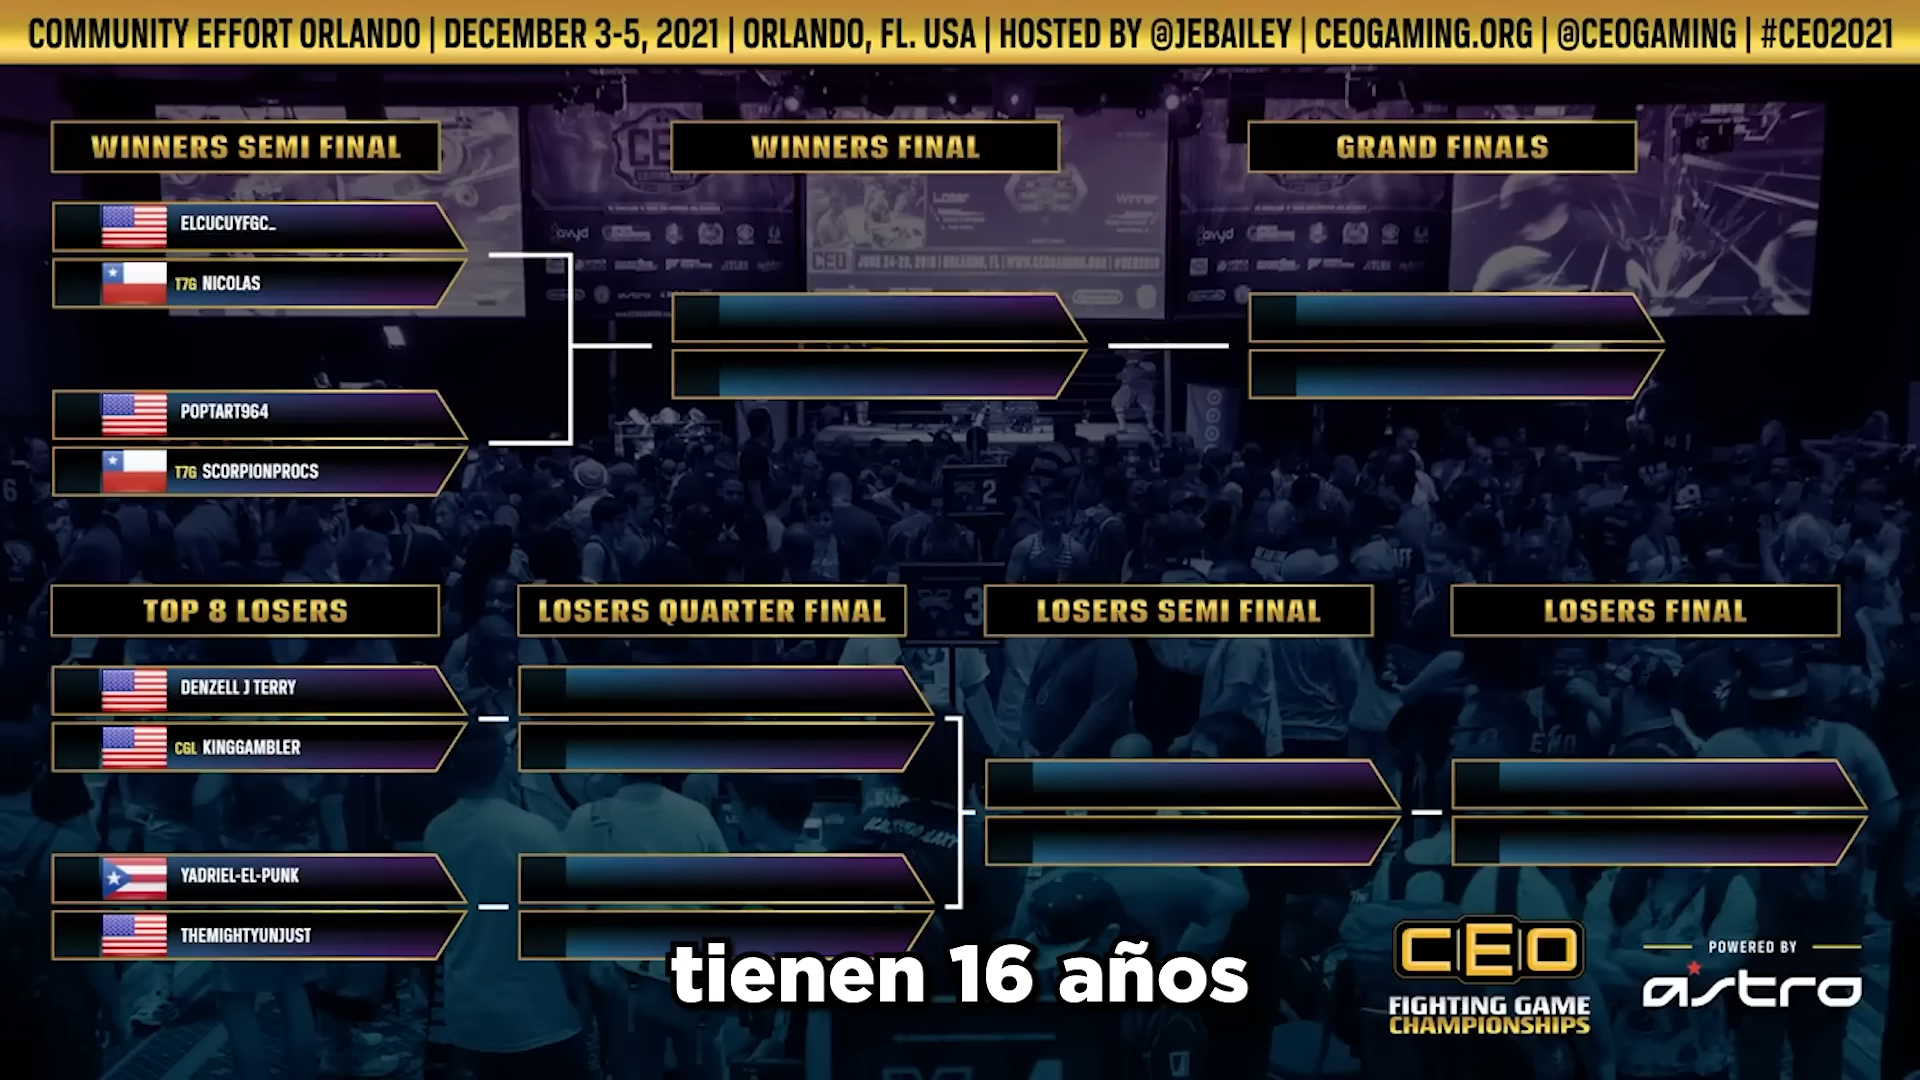 COMMUNITY EFFORT ORLANDO | DECEMBER 3-5, 2021 | ORLANDO, FL. USA | HOSTED BY @JEBAILEY | CEOGAMING.ORG | @CEOGAMING | #CEO2021
WINNERS SEMI FINAL
WINNERS FINAL
GRAND FINALS
ELCUCUYFGC_
T7G NICOLAS
POPTART964
T7G SCORPIONPROCS
TOP 8 LOSERS
LOSERS QUARTER FINAL
LOSERS SEMI FINAL
LOSERS FINAL
DENZELL J TERRY
CGL KINGGAMBLER
YADRIEL-EL-PUNK
THEMIGHTYUNJUST
tienen 16 años
CEO
FIGHTING GAME
CHAMPIONSHIPS
POWERED BY
astro